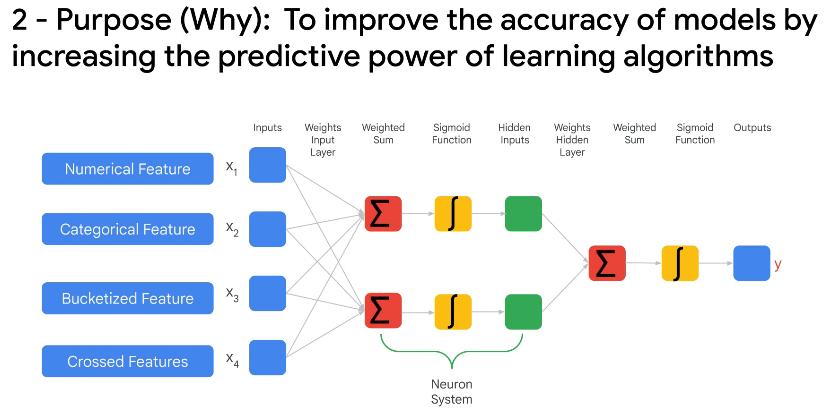 2 - Purpose (Why):  To improve the accuracy of models by
increasing the predictive power of learning algorithms
Inputs
Weights
Input
Layer
Weighted
Sum
Sigmoid
Function
Hidden
Inputs
Weights
Hidden
Layer
Weighted
Sum
Sigmoid
Function
Outputs
Numerical Feature
x1
Categorical Feature
x2
Bucketized Feature
x3
Crossed Features
x4
Σ
∫
Σ
∫
Σ
∫
y
Neuron
System